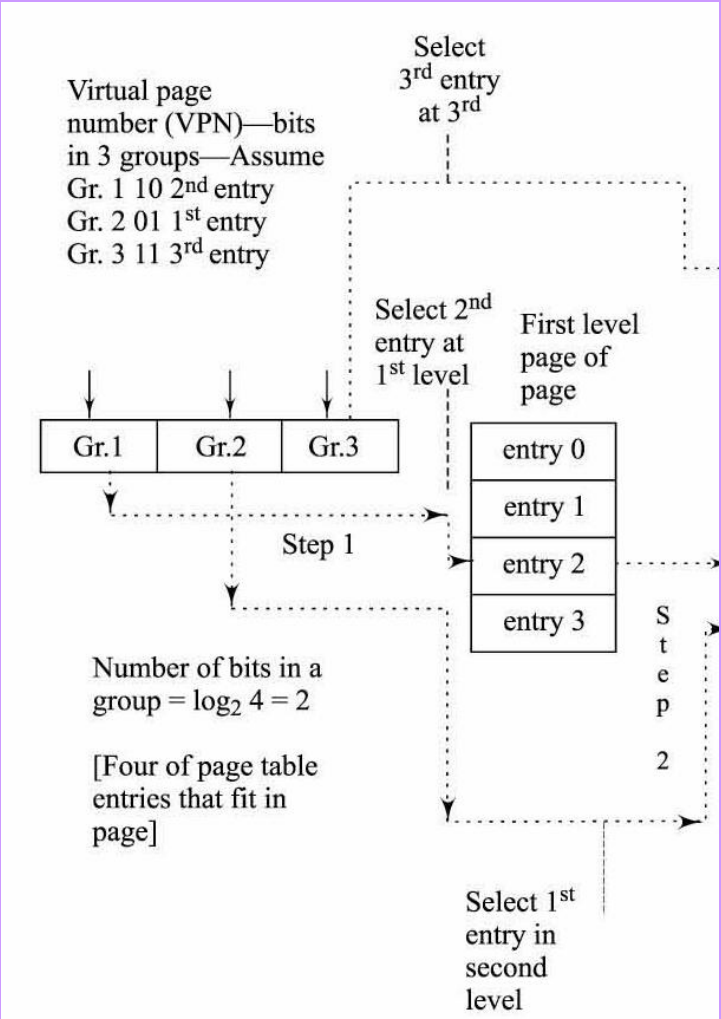 Select
3rd entry
at 3rd
Virtual page
number (VPN)—bits
in 3 groups—Assume
Gr. 1 10 2nd entry
Gr. 2 01 1st entry
Gr. 3 11 3rd entry
Select 2nd
entry at
1st level
First level
page of
page
Gr.1 Gr.2 Gr.3
entry 0
entry 1
entry 2
entry 3
Step 1
Step 2
Number of bits in a
group = log2 4 = 2
[Four of page table
entries that fit in
page]
Select 1st
entry in
second
level